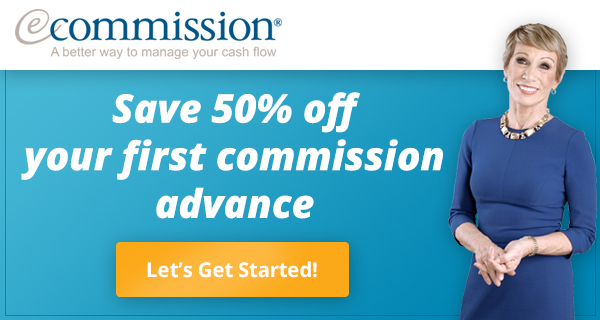 ecommission®
A better way to manage your cash flow
Save 50% off
your first commission
advance
Let's Get Started!